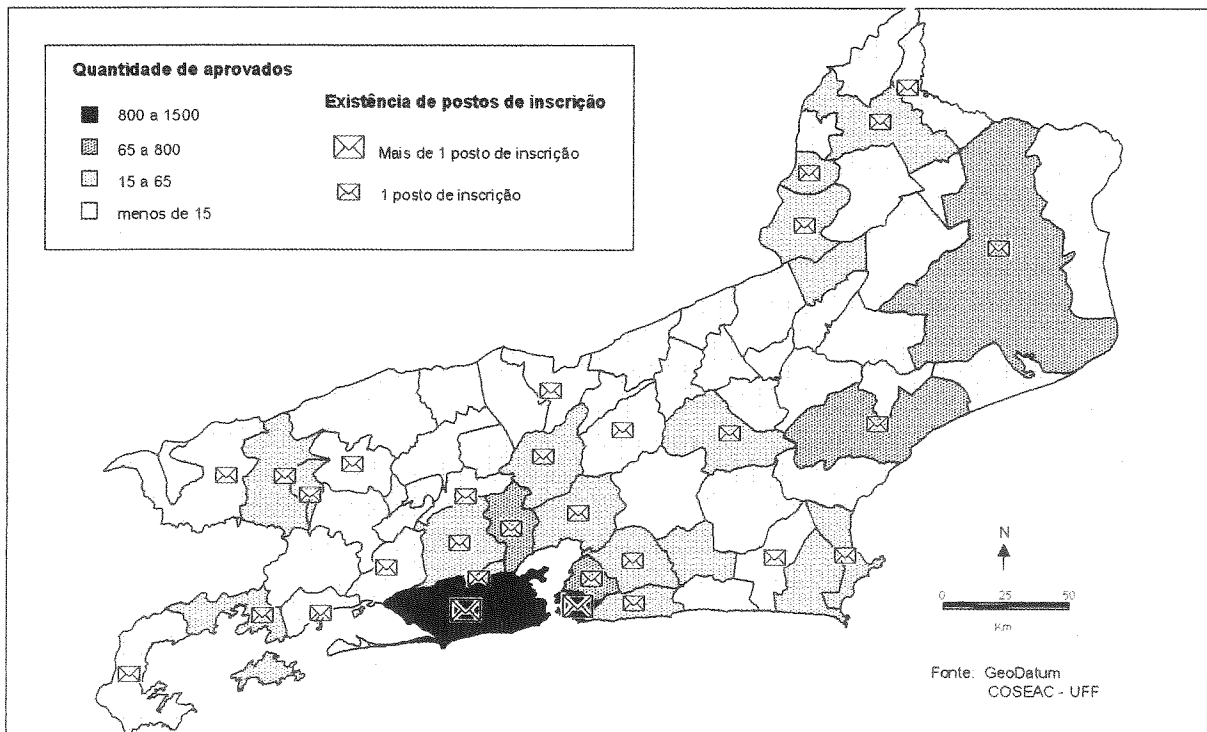 Quantidade de aprovados
800 a 1500
65 a 800
15 a 65
menos de 15
Existência de postos de inscrição
Mais de 1 posto de inscrição
1 posto de inscrição
N
0 25 50
Km
Fonte: GeoDatum
COSEAC - UFF